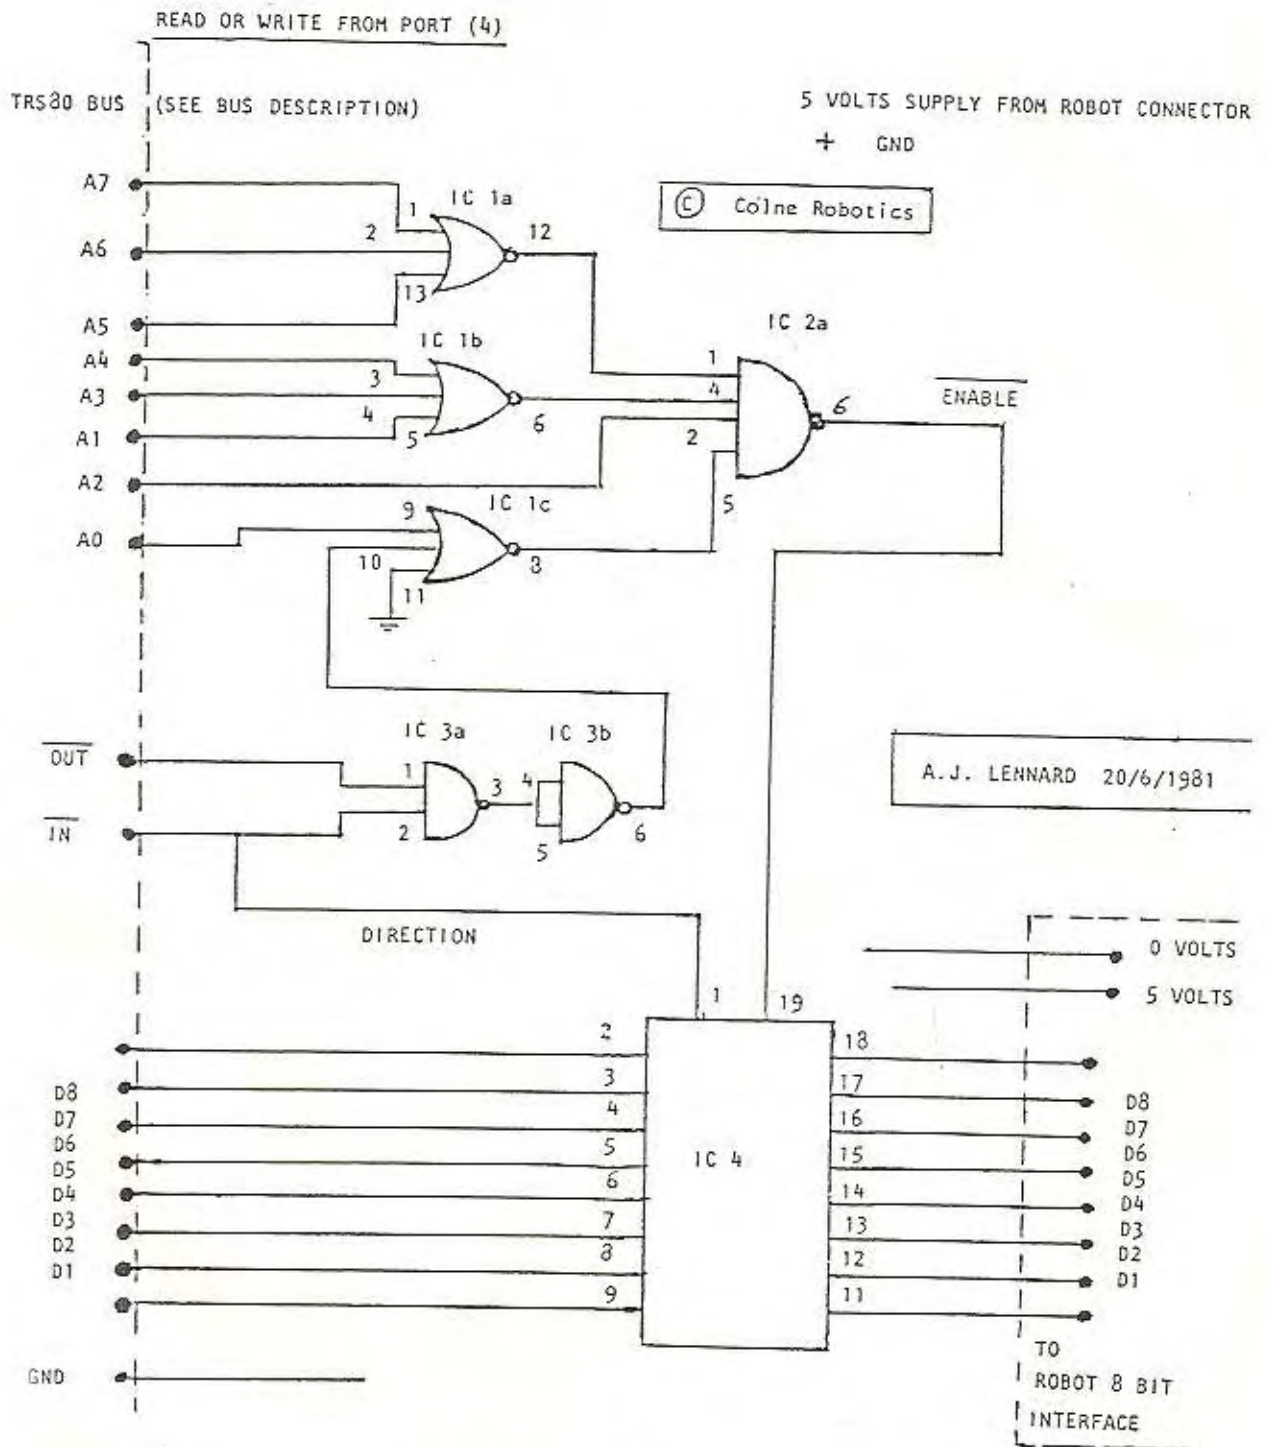 READ OR WRITE FROM PORT (4)
TRS80 BUS (SEE BUS DESCRIPTION)
5 VOLTS SUPPLY FROM ROBOT CONNECTOR
+ GND
© Colne Robotics
A7
1
IC 1a
2
12
A6
13
A5
IC 1b
IC 2a
A4
3
1
A3
4
6
4
6
ENABLE
A1
5
2
A2
IC 1c
9
5
A0
10
8
11
IC 3a
IC 3b
OUT
1
3
4
A.J. LENNARD 20/6/1981
IN
2
5
6
DIRECTION
0 VOLTS
5 VOLTS
1
19
2
18
3
17
D8
D8
4
16
D7
D7
D6
D6
5
15
IC 4
D5
D5
6
14
D4
D4
7
13
D3
D3
8
12
D2
D2
D1
D1
9
11
TO
GND
ROBOT 8 BIT
INTERFACE